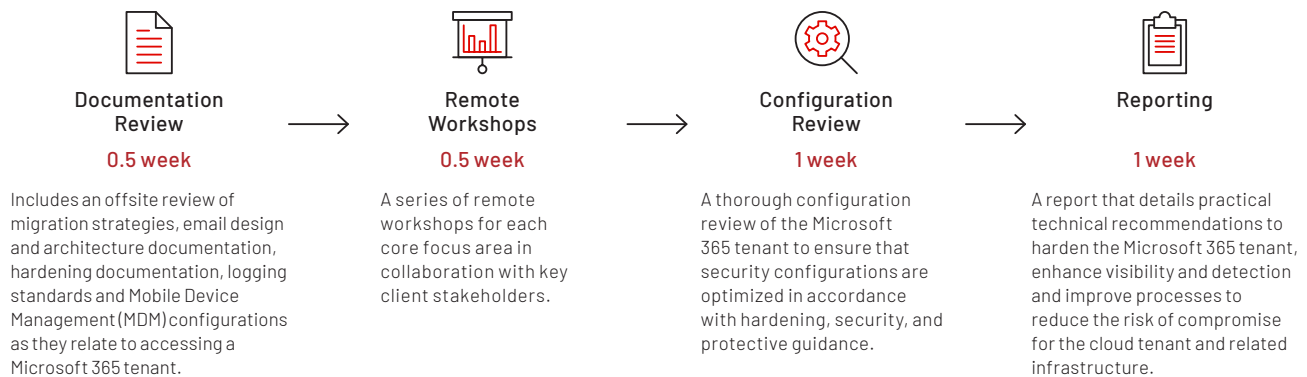 Documentation
Review
0.5 week
Includes an offsite review of
migration strategies, email design
and architecture documentation,
hardening documentation, logging
standards and Mobile Device
Management (MDM) configurations
as they relate to accessing a
Microsoft 365 tenant.
Remote
Workshops
0.5 week
A series of remote
workshops for each
core focus area in
collaboration with key
client stakeholders.
Configuration
Review
1 week
A thorough configuration
review of the Microsoft
365 tenant to ensure that
security configurations are
optimized in accordance
with hardening, security, and
protective guidance.
Reporting
1 week
A report that details practical
technical recommendations to
harden the Microsoft 365 tenant,
enhance visibility and detection
and improve processes to
reduce the risk of compromise
for the cloud tenant and related
infrastructure.